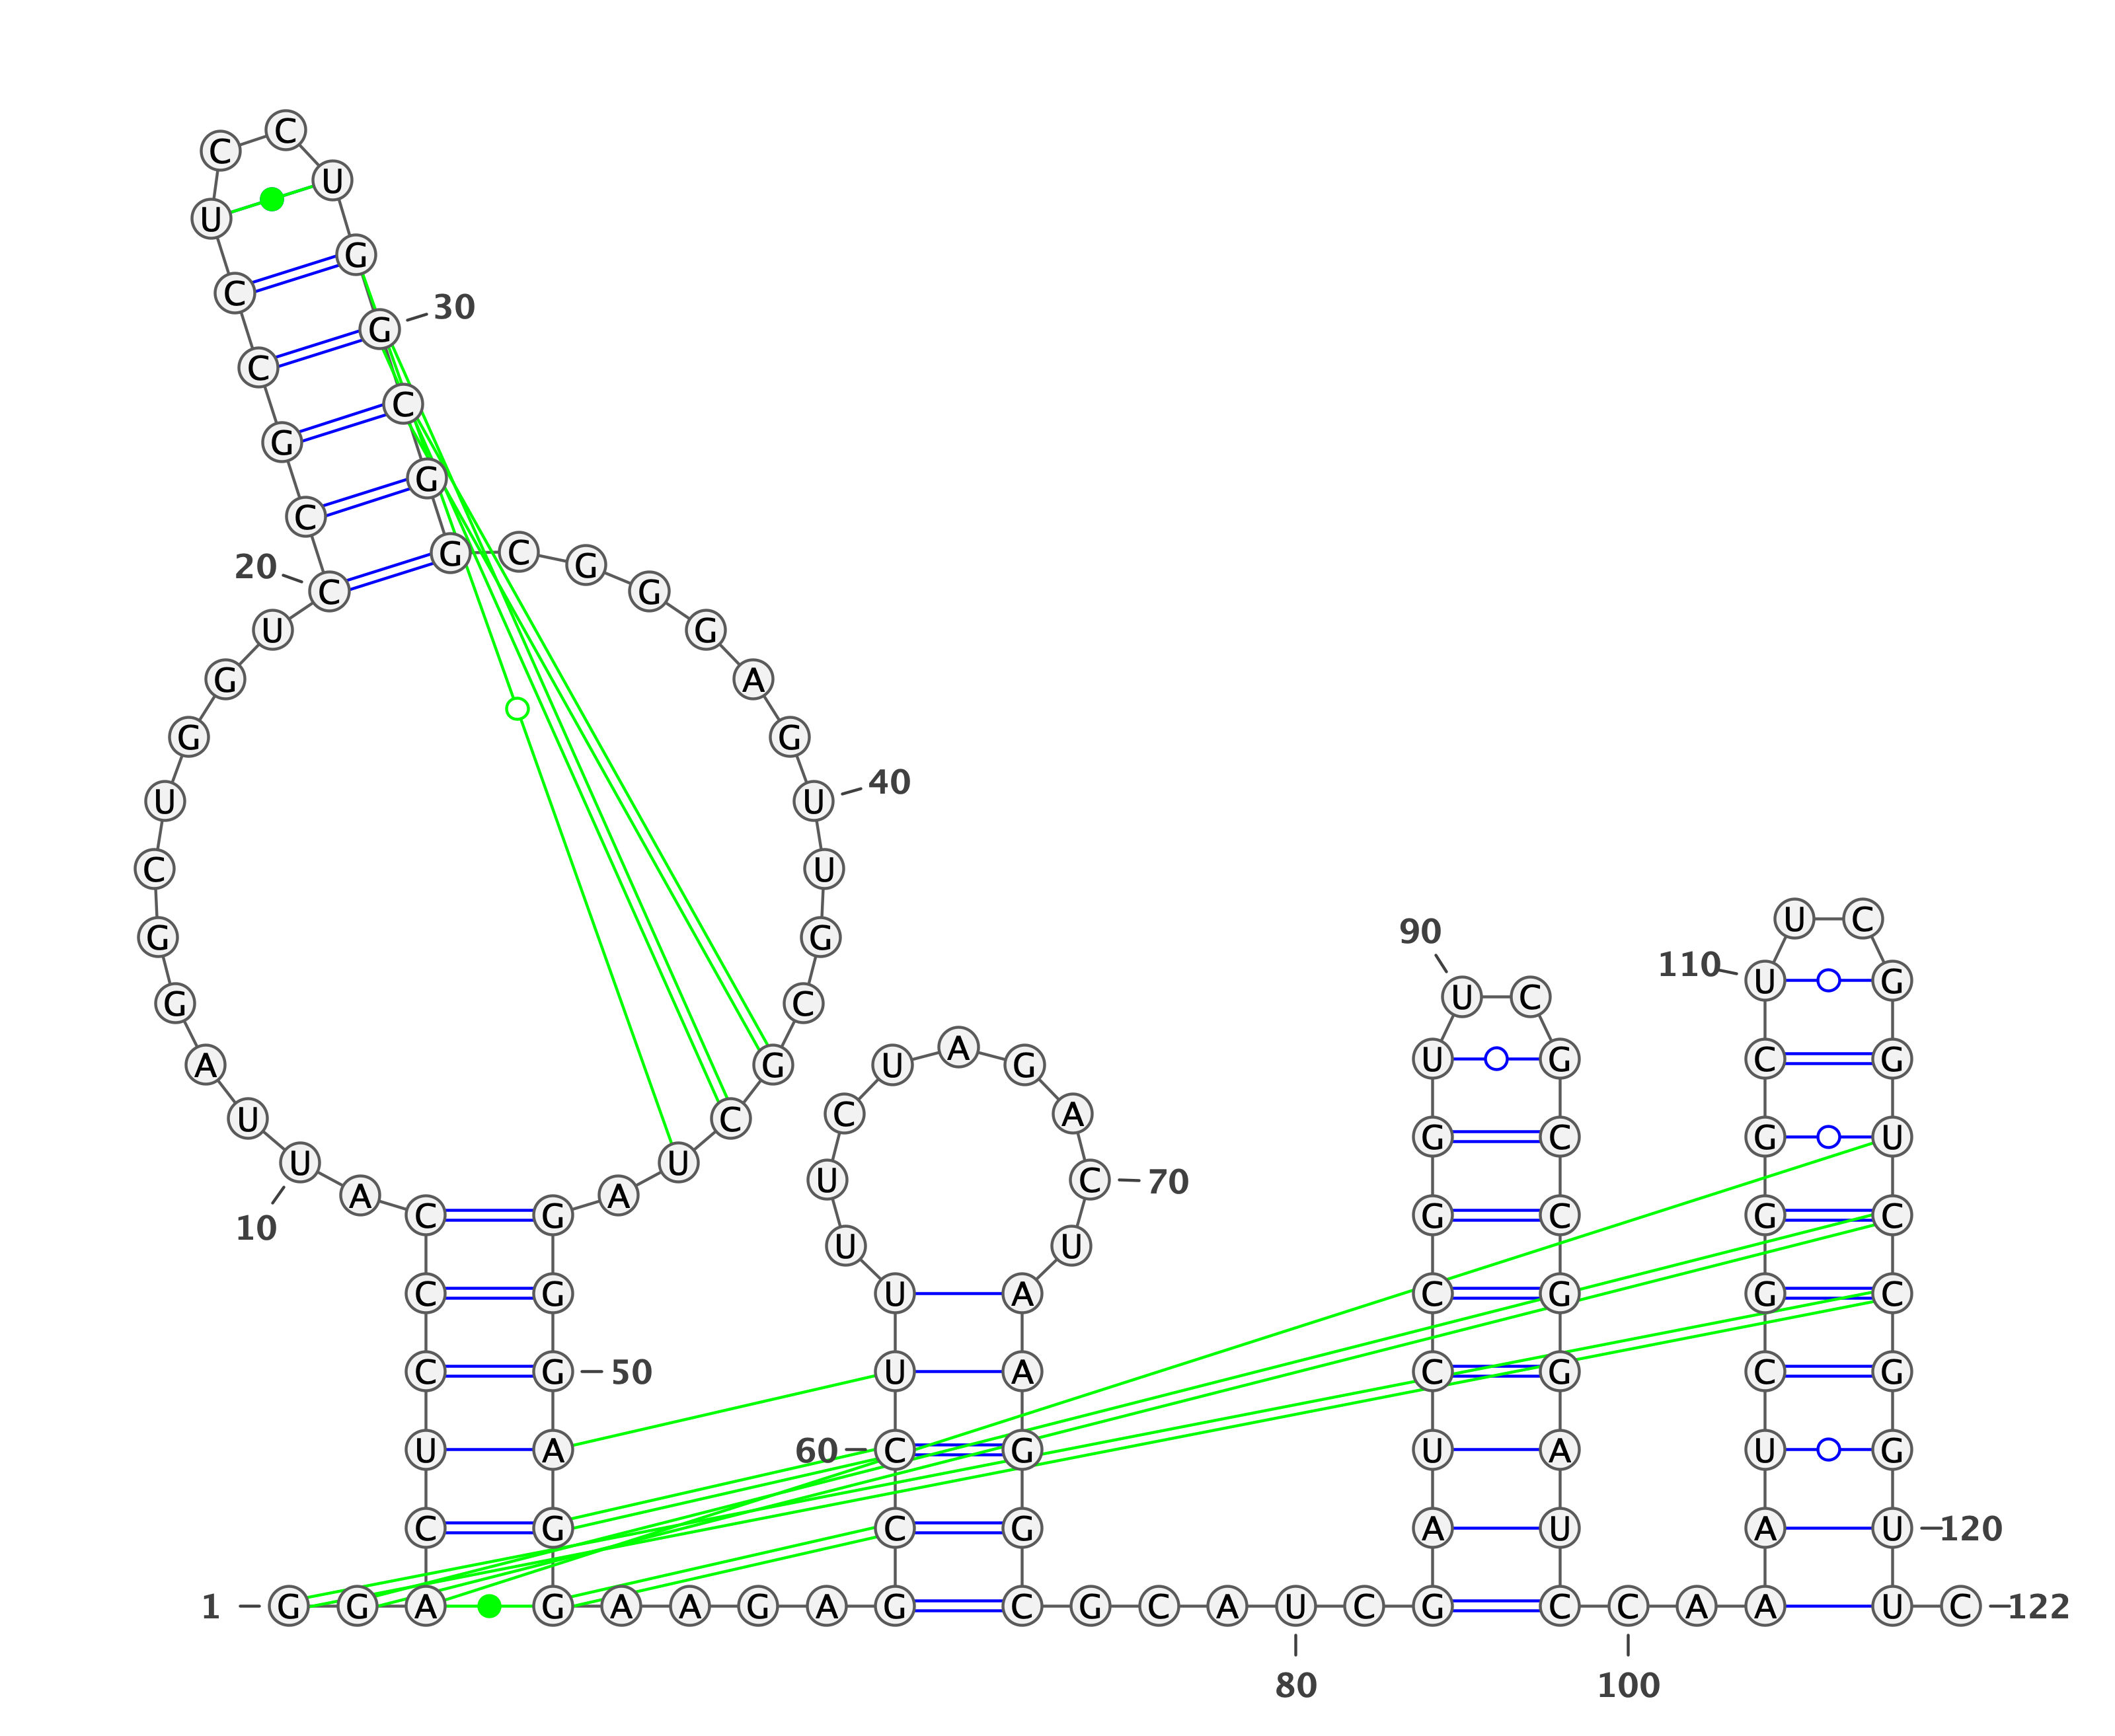 C
C
U
U
G
C
30
G
C
C
G
G
C
G C
20 G
C G
U G
G A
G G
40
U U
C U
U C
90
G G
110
U G
U C
G C
A
U G C G
A U G
C A
U C
G C G U
U U
U C 70
A A
C G G C G C
10
U U
C G U A C G G C
C G 50 U A C G C G
U A 60 C G U A U G
C G C G A U A U 120
1 G G A G A A G A G C G C A U C G C C A A U C 122
80 100